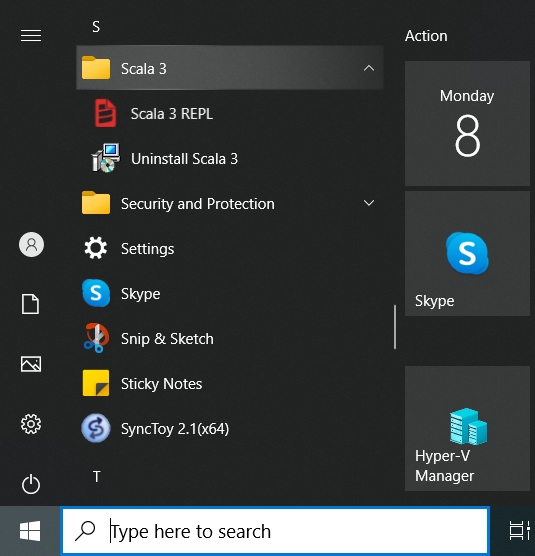 S
Action
Scala 3
Scala 3 REPL
Uninstall Scala 3
Security and Protection
Settings
Skype
Snip & Sketch
Sticky Notes
SyncToy 2.1(x64)
T
Monday
8
S
Skype
Hyper-V
Manager
Type here to search